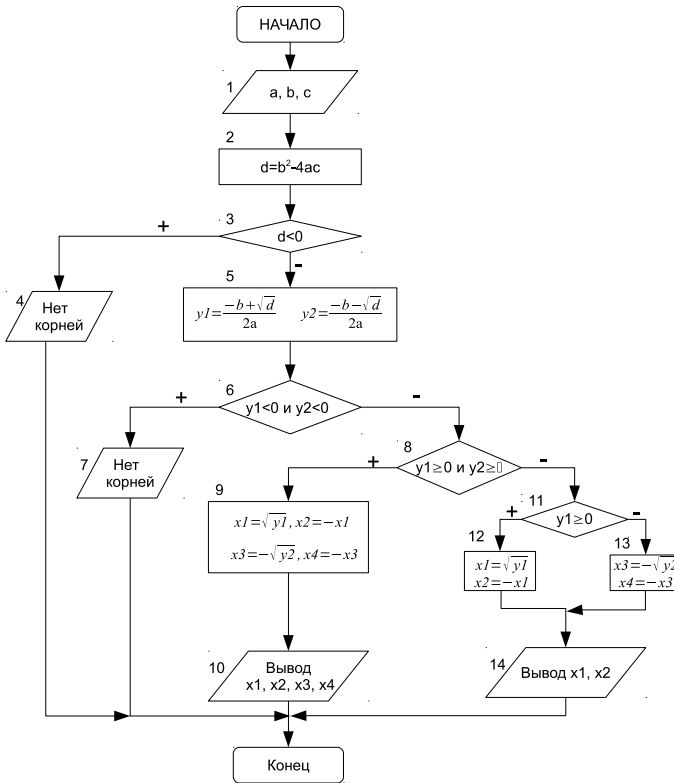 НАЧАЛО
1
a, b, c
2
d=b²-4ac
3
d<0
+
-
4
Нет
корней
5
y1=(-b+√d)/2a
y2=(-b-√d)/2a
6
y1<0 и y2<0
+
-
7
Нет
корней
8
y1≥0 и y2≥
+
-
9
x1=√y1, x2=-x1
x3=-√y2, x4=-x3
11
y1≥0
+
-
12
x1=√y1
x2=-x1
13
x3=-√y2
x4=-x3
10
Вывод
x1, x2, x3, x4
14
Вывод x1, x2
Конец